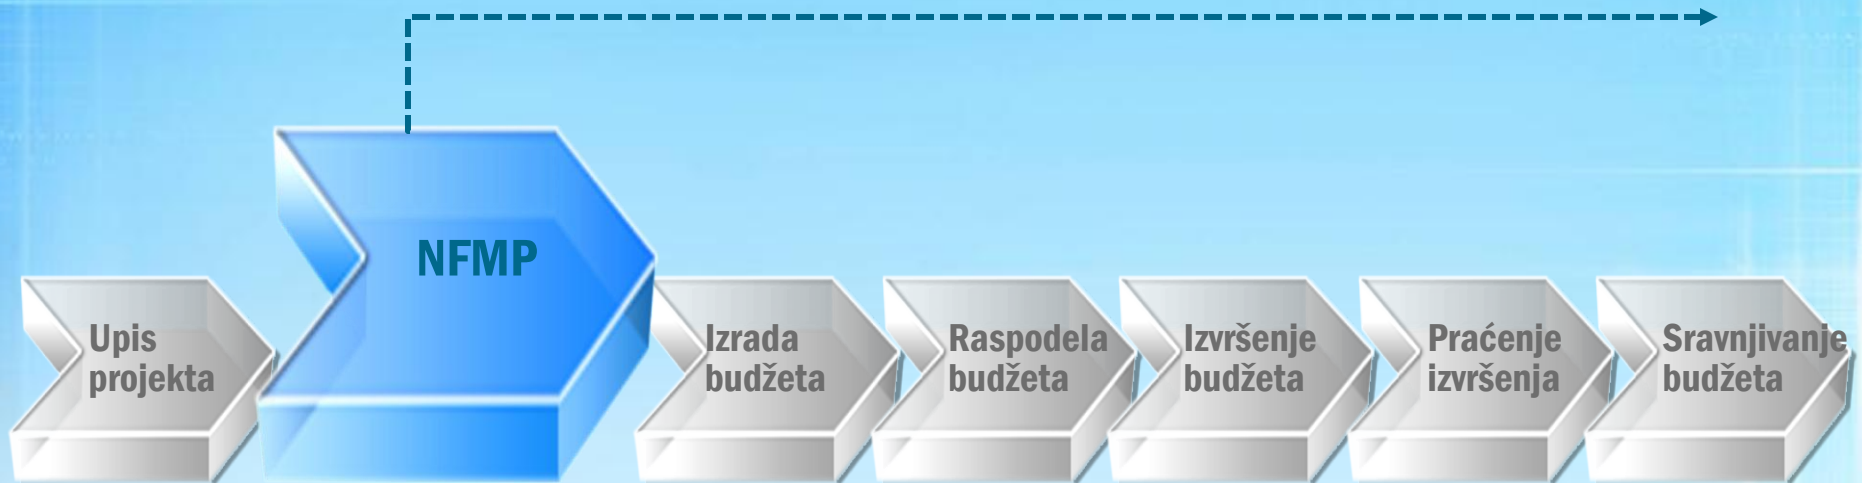 NFMP
Upis
projekta
Izrada
budžeta
Raspodela
budžeta
Izvršenje
budžeta
Praćenje
izvršenja
Sravnjivanje
budžeta